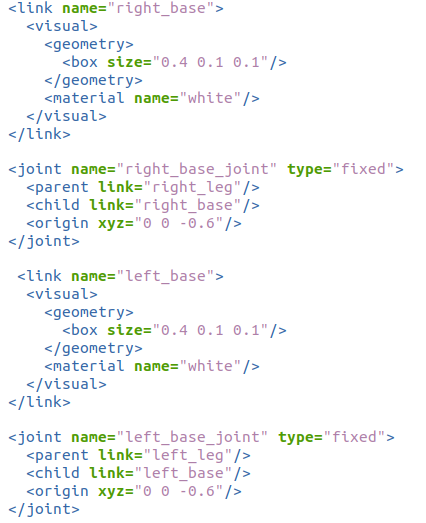 <link name="right_base">
  <visual>
    <geometry>
      <box size="0.4 0.1 0.1"/>
    </geometry>
    <material name="white"/>
  </visual>
</link>

<joint name="right_base_joint" type="fixed">
  <parent link="right_leg"/>
  <child link="right_base"/>
  <origin xyz="0 0 -0.6"/>
</joint>

 <link name="left_base">
  <visual>
    <geometry>
      <box size="0.4 0.1 0.1"/>
    </geometry>
    <material name="white"/>
  </visual>
</link>

<joint name="left_base_joint" type="fixed">
  <parent link="left_leg"/>
  <child link="left_base"/>
  <origin xyz="0 0 -0.6"/>
</joint>